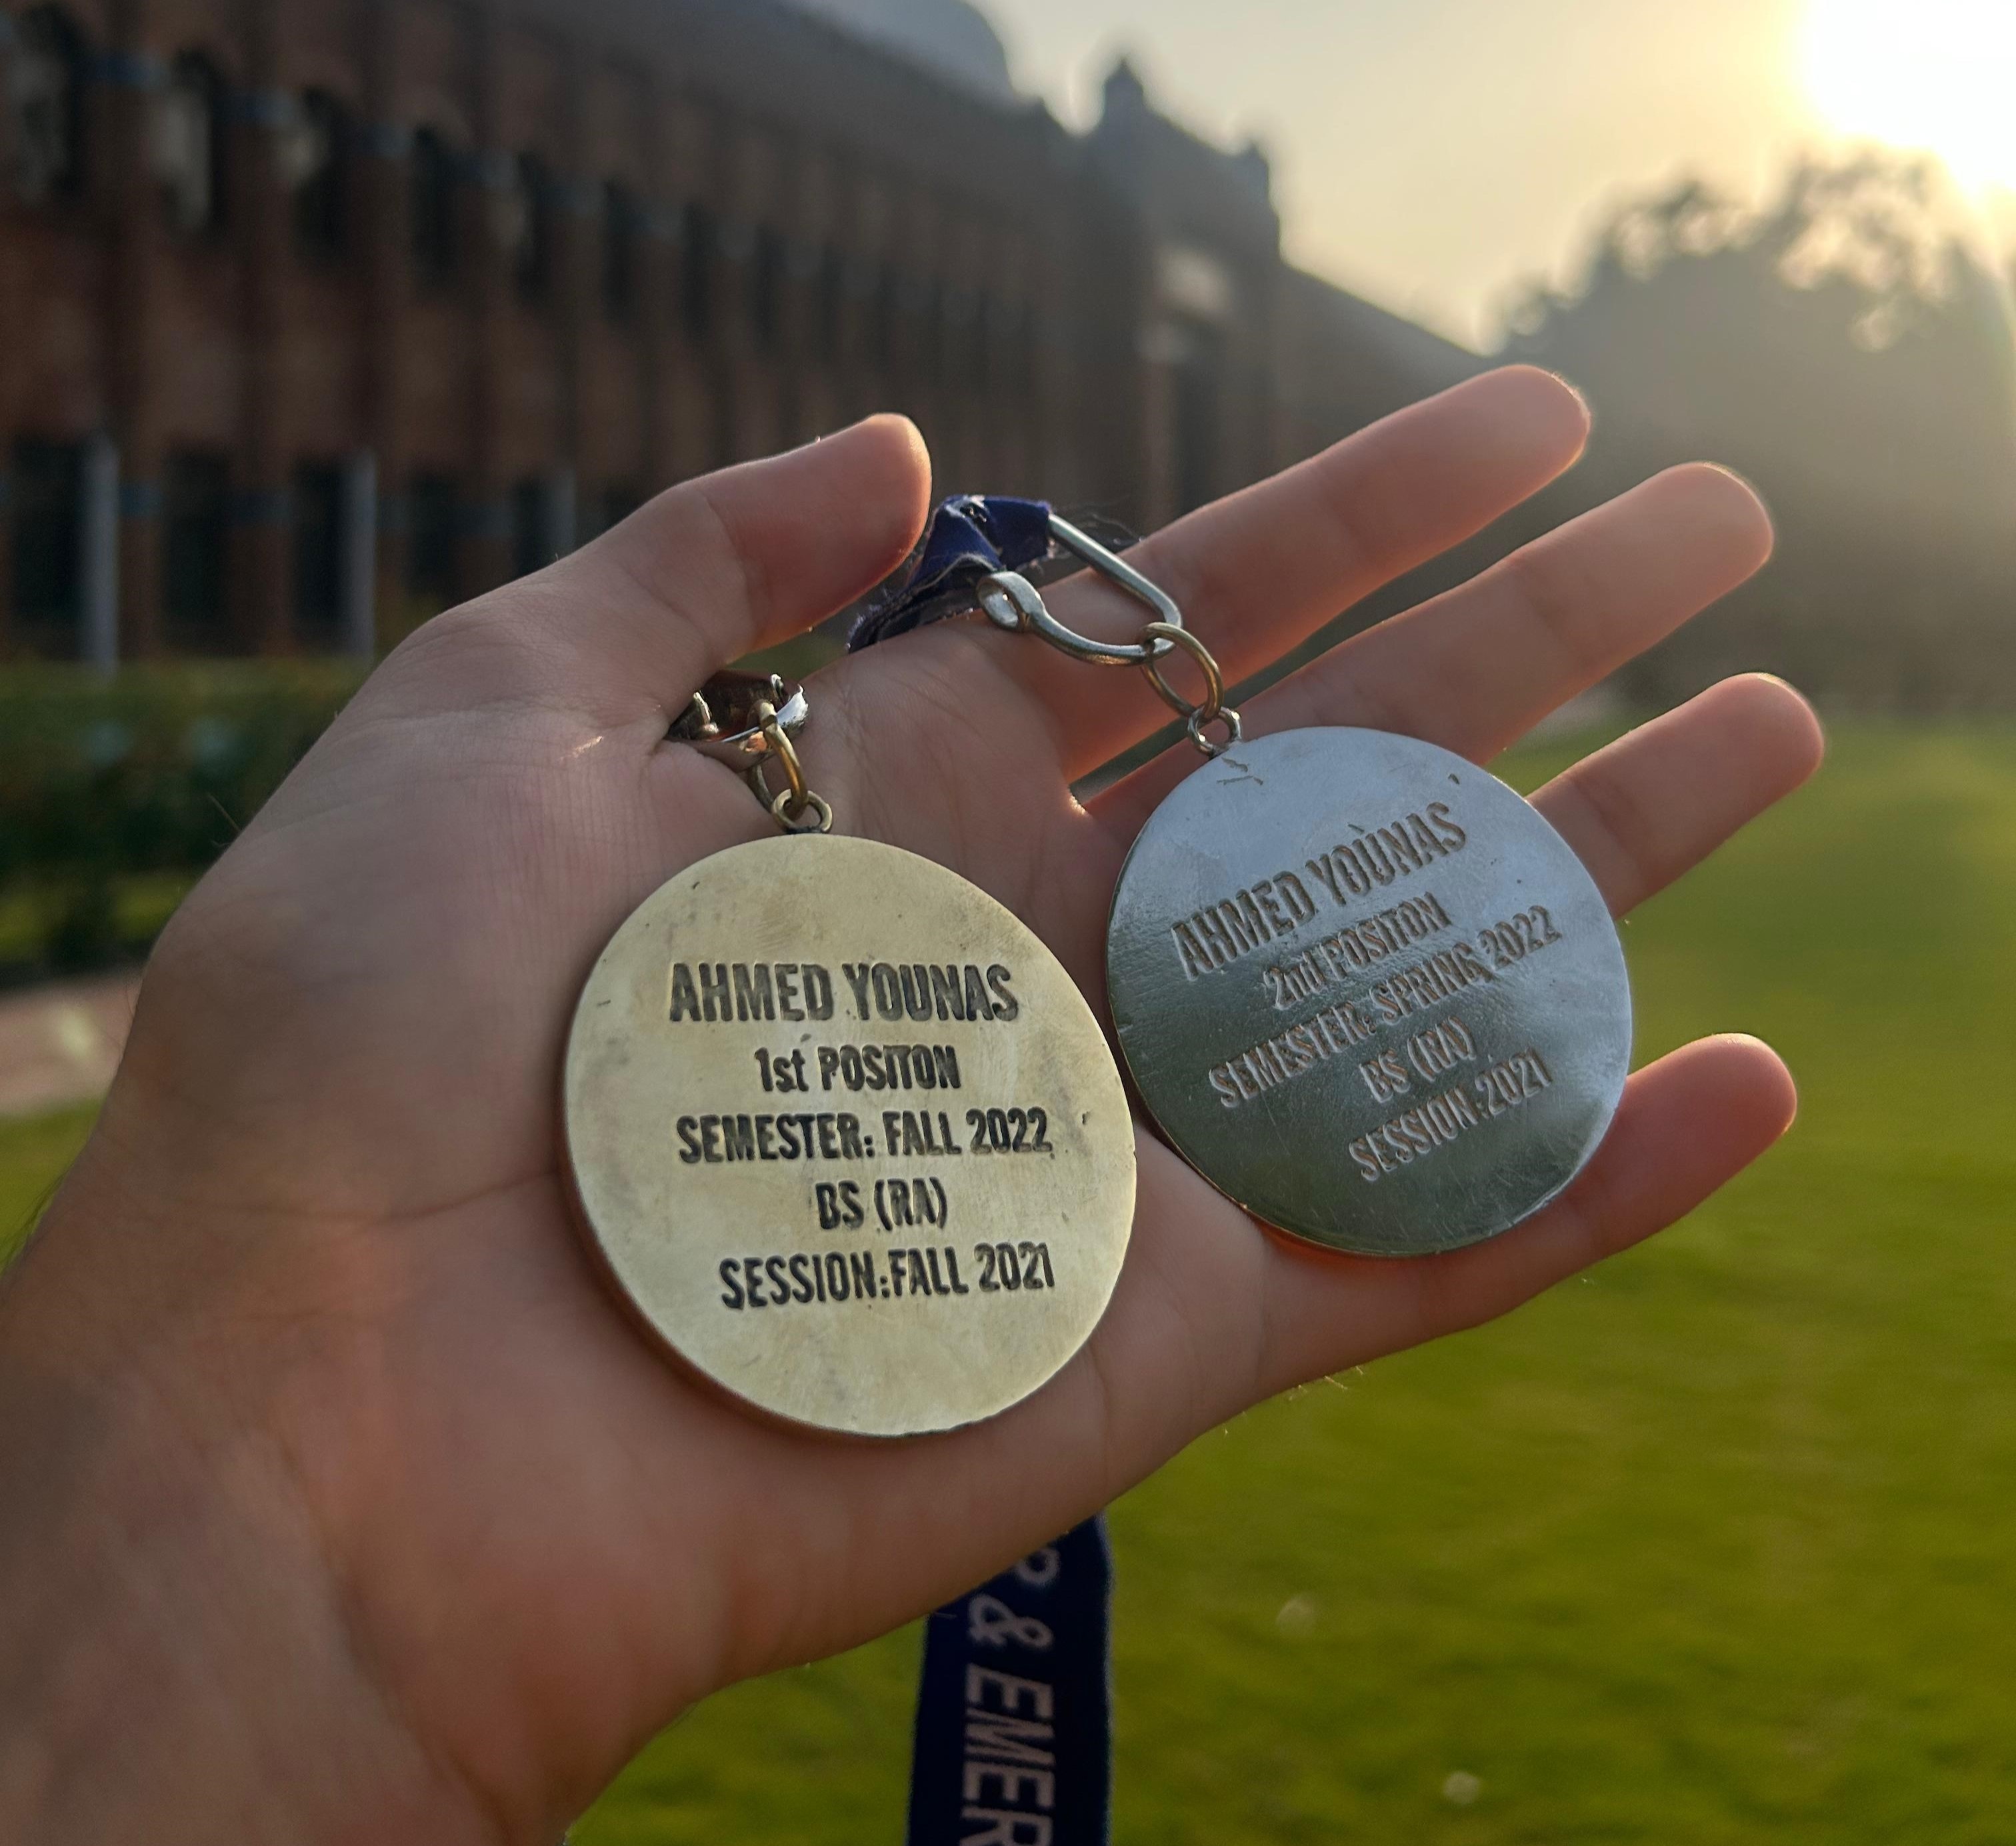 AHMED YOUNAS
1st POSITON
SEMESTER: FALL 2022
BS (RA)
SESSION:FALL 2021
AHMED YOUNAS
2nd POSITON
SEMESTER: SPRING 2022
BS (RA)
SESSION:2021
& EMER